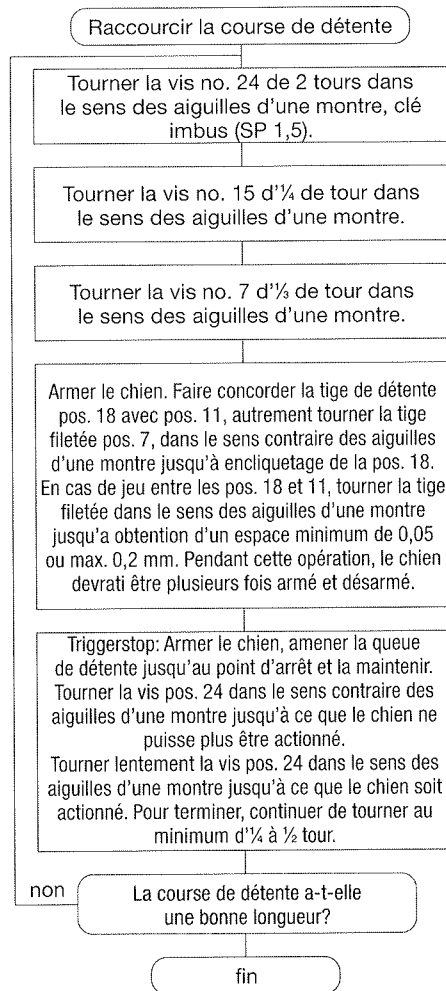 Raccourcir la course de détente
Tourner la vis no. 24 de 2 tours dans
le sens des aiguilles d'une montre, clé
imbus (SP 1,5).
Tourner la vis no. 15 d'¼ de tour dans
le sens des aiguilles d'une montre.
Tourner la vis no. 7 d'⅓ de tour dans
le sens des aiguilles d'une montre.
Armer le chien. Faire concorder la tige de détente
pos. 18 avec pos. 11, autrement tourner la tige
filetée pos. 7, dans le sens contraire des aiguilles
d'une montre jusqu'à encliquetage de la pos. 18.
En cas de jeu entre les pos. 18 et 11, tourner la tige
filetée dans le sens des aiguilles d'une montre
jusqu'a obtention d'un espace minimum de 0,05
ou max. 0,2 mm. Pendant cette opération, le chien
devrati être plusieurs fois armé et désarmé.
Triggerstop: Armer le chien, amener la queue
de détente jusqu'au point d'arrêt et la maintenir.
Tourner la vis pos. 24 dans le sens contraire des
aiguilles d'une montre jusqu'à ce que le chien ne
puisse plus être actionné.
Tourner lentement la vis pos. 24 dans le sens des
aiguilles d'une montre jusqu'à ce que le chien soit
actionné. Pour terminer, continuer de tourner au
minimum d'¼ à ½ tour.
non
La course de détente a-t-elle
une bonne longueur?
fin